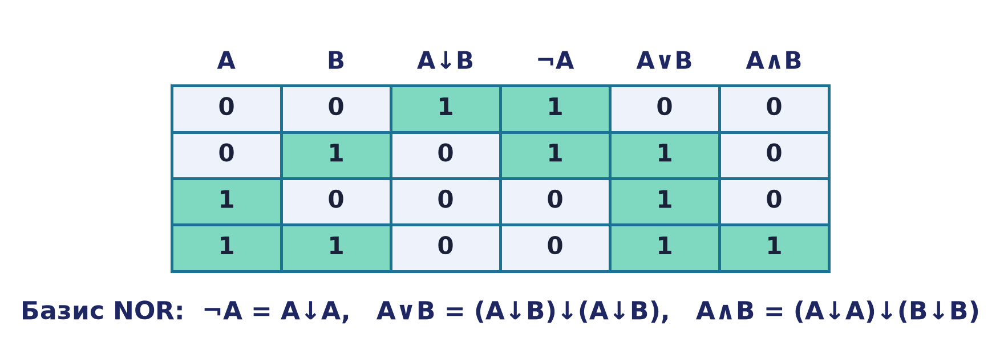 A B A↓B ¬A A∨B A∧B
0 0 1 1 0 0
0 1 0 1 1 0
1 0 0 0 1 0
1 1 0 0 1 1
Базис NOR: ¬A = A↓A, A∨B = (A↓B)↓(A↓B), A∧B = (A↓A)↓(B↓B)